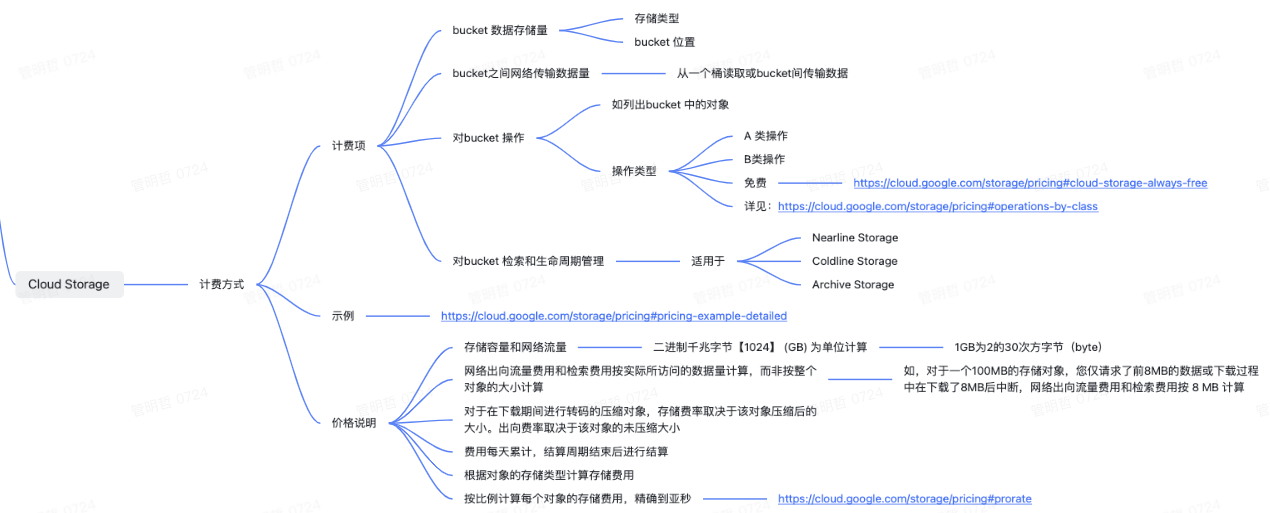 Cloud Storage
计费方式
计费项
bucket 数据存储量
存储类型
bucket 位置
bucket之间网络传输数据量
从一个桶读取或bucket间传输数据
对bucket 操作
如列出bucket 中的对象
操作类型
A 类操作
B类操作
免费
https://cloud.google.com/storage/pricing#cloud-storage-always-free
详见：https://cloud.google.com/storage/pricing#operations-by-class
对bucket 检索和生命周期管理
适用于
Nearline Storage
Coldline Storage
Archive Storage
示例
https://cloud.google.com/storage/pricing#pricing-example-detailed
价格说明
存储容量和网络流量
二进制千兆字节【1024】 (GB) 为单位计算
1GB为2的30次方字节（byte）
网络出向流量费用和检索费用按实际所访问的数据量计算，而非按整个
对象的大小计算
如，对于一个100MB的存储对象，您仅请求了前8MB的数据或下载过程
中在下载了8MB后中断，网络出向流量费用和检索费用按 8 MB 计算
对于在下载期间进行转码的压缩对象，存储费率取决于该对象压缩后的
大小。出向费率取决于该对象的未压缩大小
费用每天累计，结算周期结束后进行结算
根据对象的存储类型计算存储费用
按比例计算每个对象的存储费用，精确到亚秒
https://cloud.google.com/storage/pricing#prorate
管明哲 0724